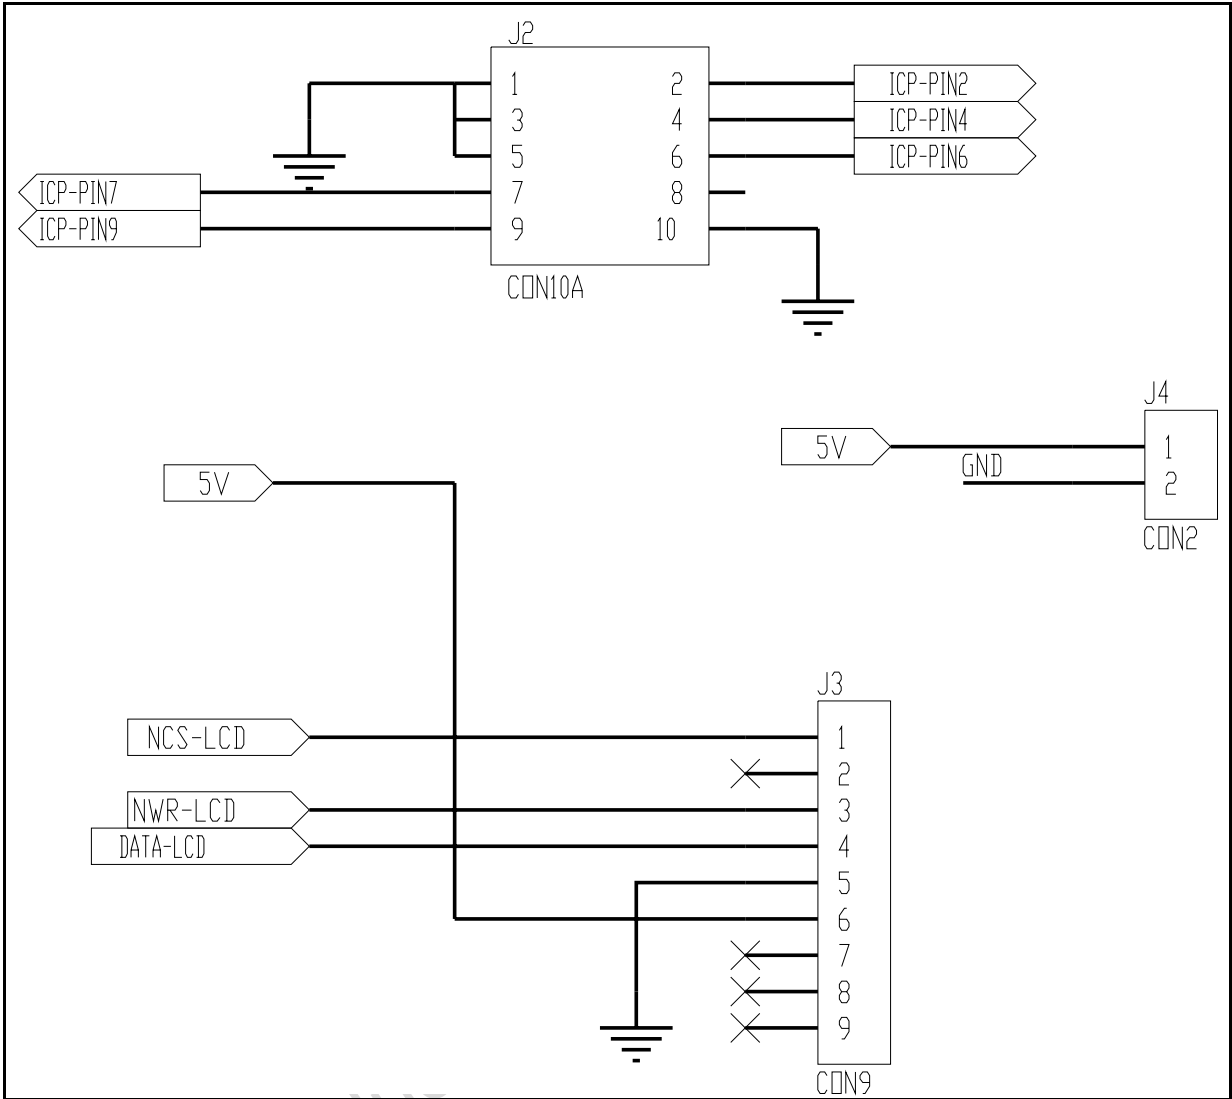 J2
1 2 ICP-PIN2
3 4 ICP-PIN4
5 6 ICP-PIN6
ICP-PIN7 7 8
ICP-PIN9 9 10
CON10A
J4
5V 1
GND
2
CON2
5V
J3
NCS-LCD 1
2
NWR-LCD 3
DATA-LCD 4
5
6
7
8
9
CON9